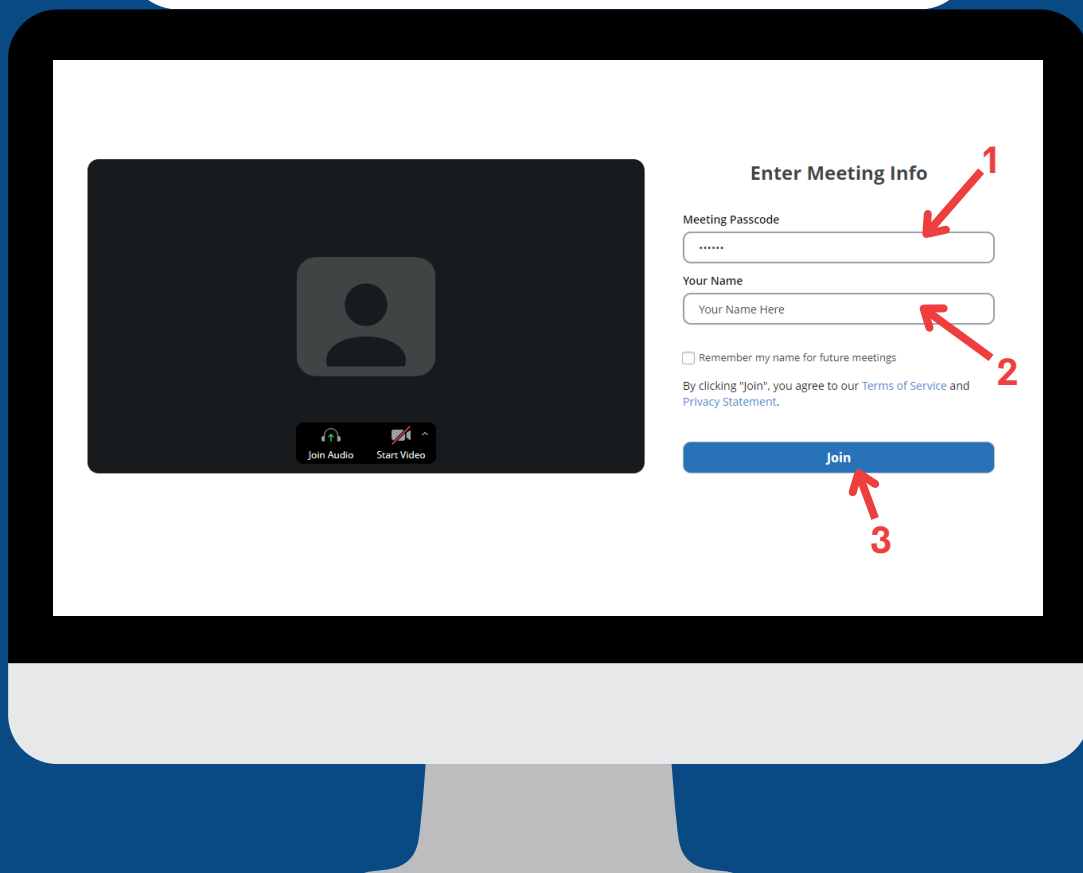 Enter Meeting Info
1
Meeting Passcode
••••••
Your Name
Your Name Here
2
Remember my name for future meetings
By clicking "Join", you agree to our Terms of Service and
Privacy Statement.
Join Audio
Start Video
Join
3